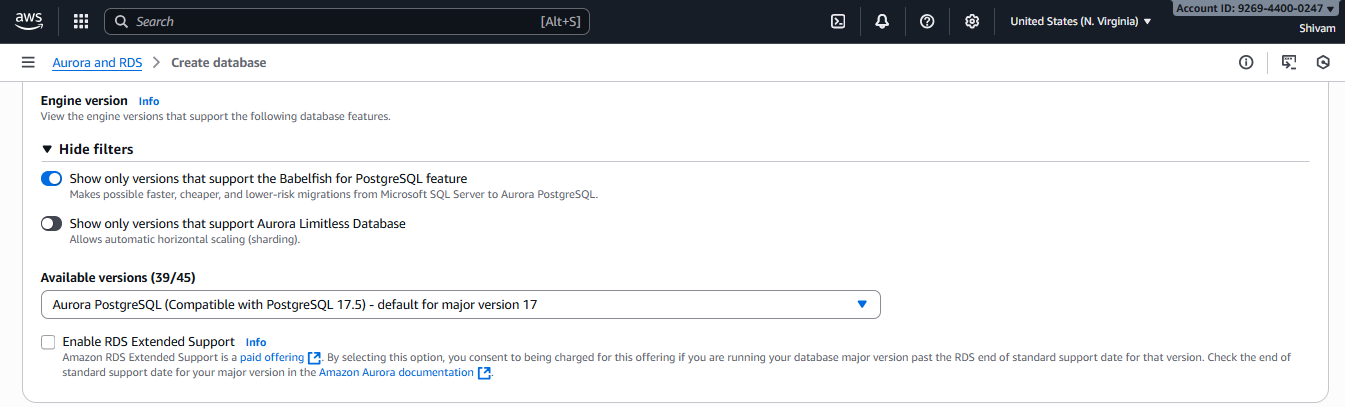 aws
Search
[Alt+S]
United States (N. Virginia)
Account ID: 9269-4400-0247
Shivam
Aurora and RDS
Create database
Engine version Info
View the engine versions that support the following database features.
Hide filters
Show only versions that support the Babelfish for PostgreSQL feature
Makes possible faster, cheaper, and lower-risk migrations from Microsoft SQL Server to Aurora PostgreSQL.
Show only versions that support Aurora Limitless Database
Allows automatic horizontal scaling (sharding).
Available versions (39/45)
Aurora PostgreSQL (Compatible with PostgreSQL 17.5) - default for major version 17
Enable RDS Extended Support Info
Amazon RDS Extended Support is a paid offering. By selecting this option, you consent to being charged for this offering if you are running your database major version past the RDS end of standard support date for that version. Check the end of
standard support date for your major version in the Amazon Aurora documentation.